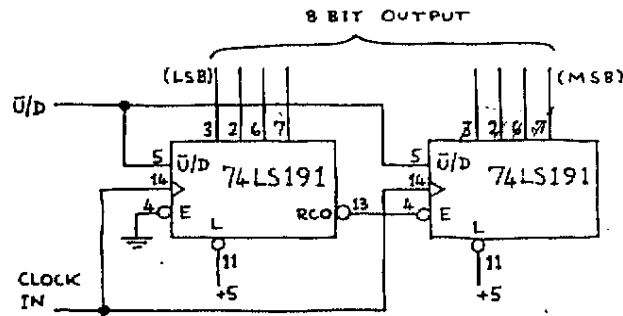 8 BIT OUTPUT
(LSB) (MSB)
Ū/D
3 2 6 7 3 2 6 7
5 Ū/D 5 Ū/D
14 74LS191 14 74LS191
4 E RCO 13 4 E
L L
11 11
CLOCK IN
+5 +5